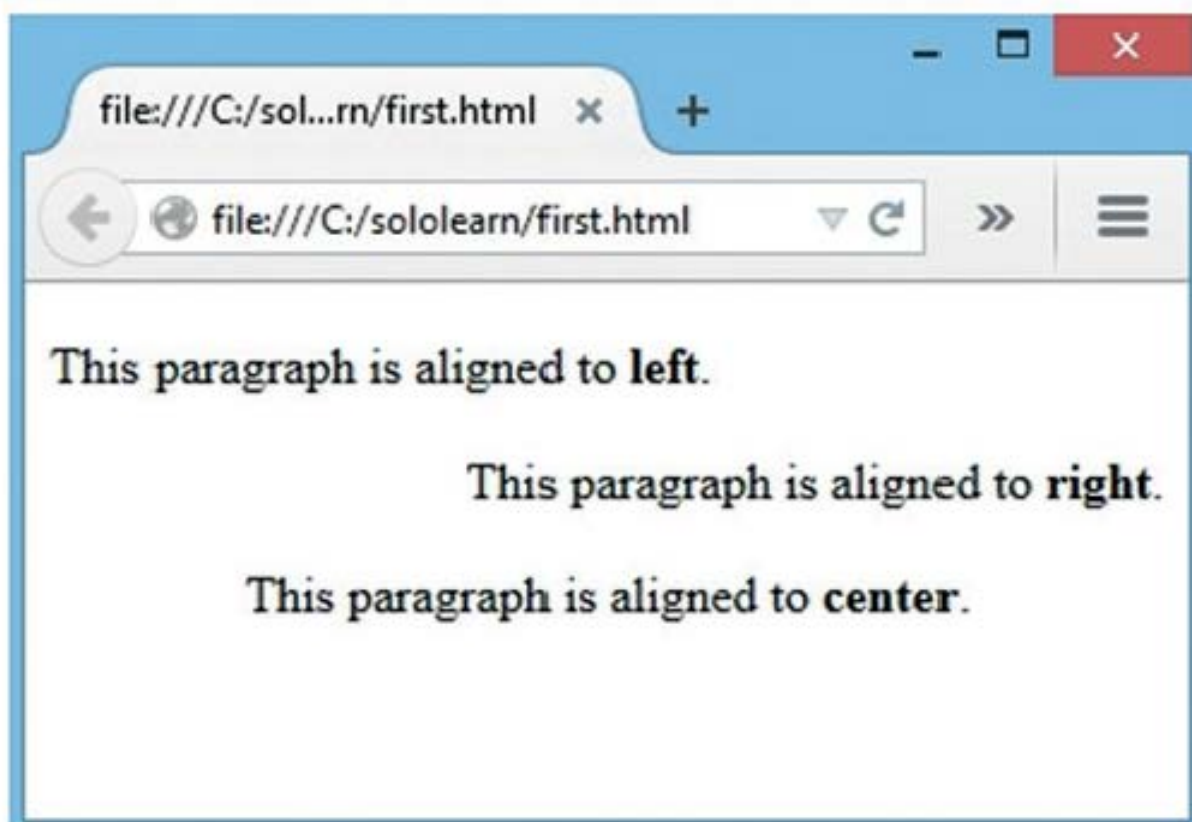 file:///C:/sol...rn/first.html
file:///C:/sololearn/first.html
This paragraph is aligned to left.
This paragraph is aligned to right.
This paragraph is aligned to center.